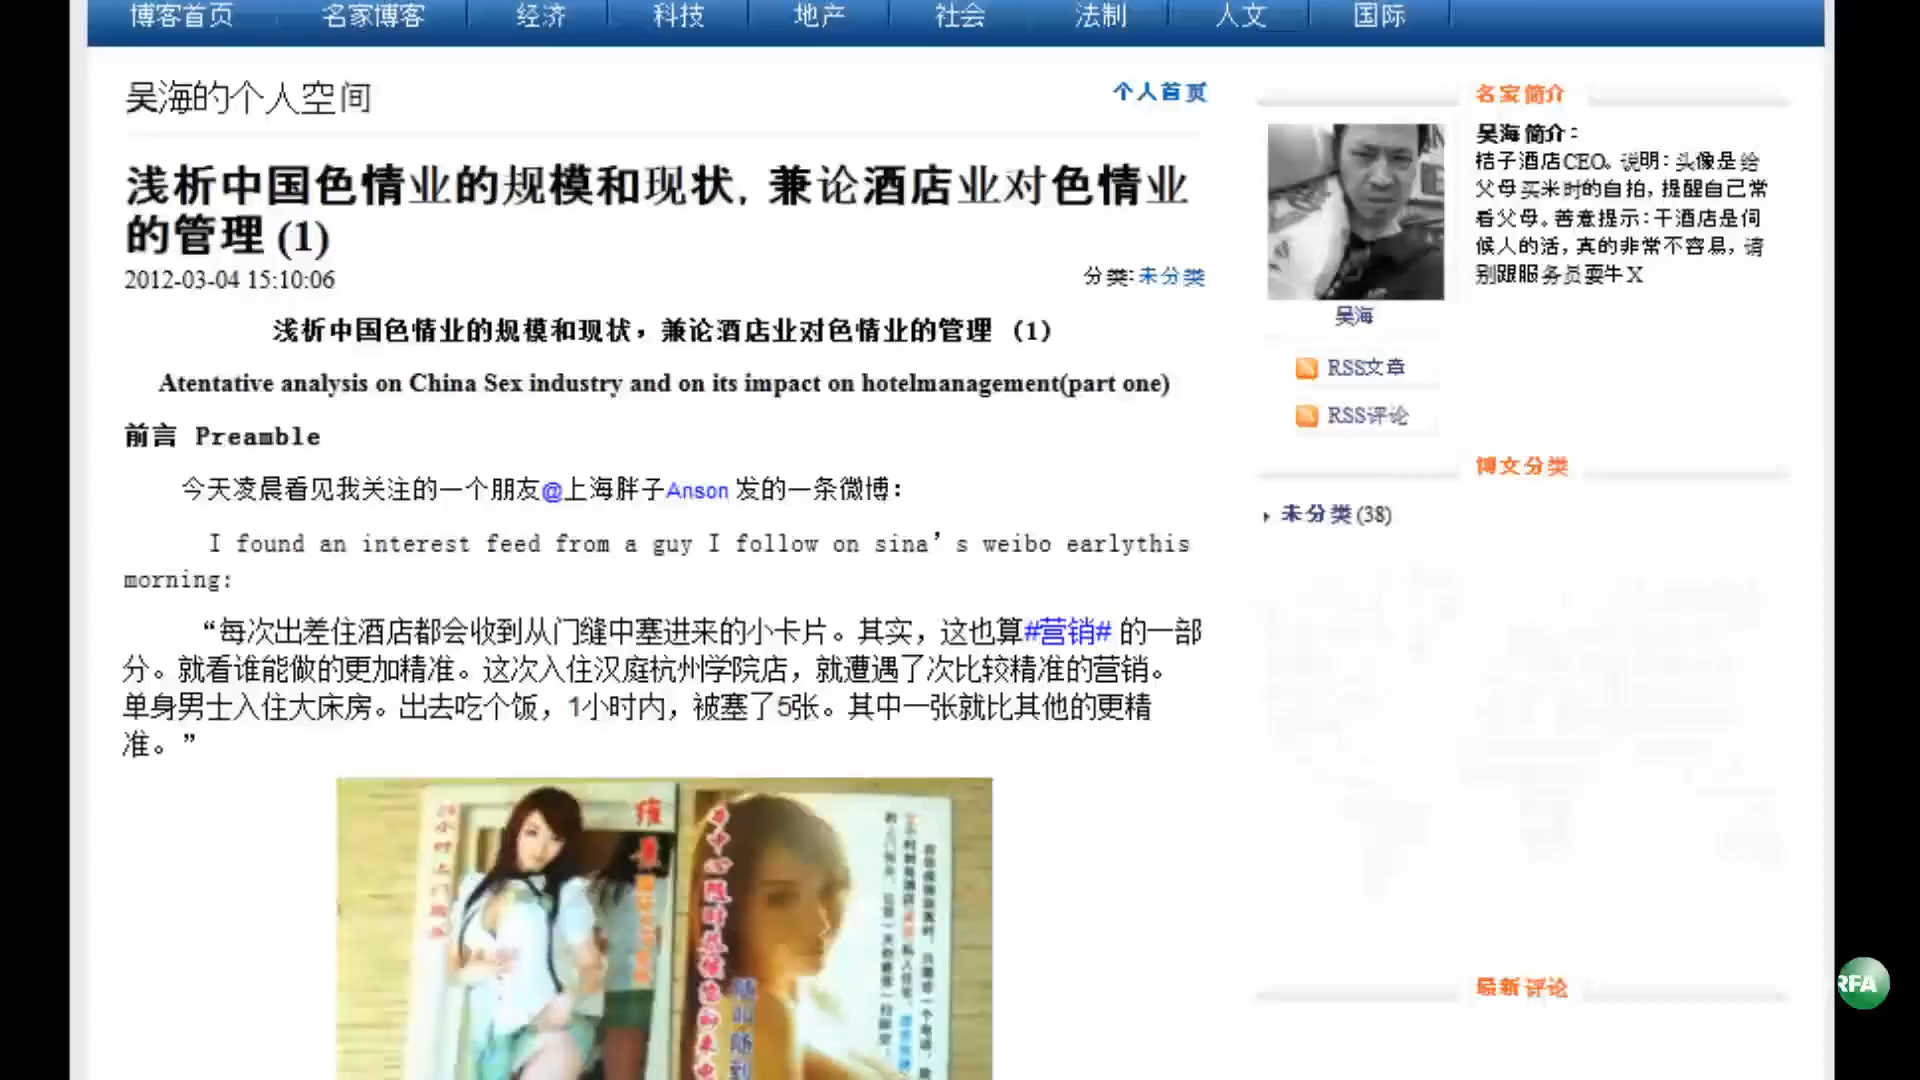 博客首页 名家博客 经济 科技 地产 社会 法制 人文 国际
吴海的个人空间
个人首页
浅析中国色情业的规模和现状, 兼论酒店业对色情业
的管理 (1)
2012-03-04 15:10:06
分类: 未分类
浅析中国色情业的规模和现状，兼论酒店业对色情业的管理 （1）
Atentative analysis on China Sex industry and on its impact on hotelmanagement(part one)
前言 Preamble
今天凌晨看见我关注的一个朋友@上海胖子Anson 发的一条微博：
I found an interest feed from a guy I follow on sina’s weibo earlythis
morning:
“每次出差住酒店都会收到从门缝中塞进来的小卡片。其实，这也算#营销# 的一部
分。就看谁能做的更加精准。这次入住汉庭杭州学院店，就遭遇了次比较精准的营销。
单身男士入住大床房。出去吃个饭，1小时内，被塞了5张。其中一张就比其他的更精
准。”
名家简介
吴海 简介：
桔子酒店CEO。说明：头像是给
父母买米时的自拍，提醒自己常
看父母。善意提示：干酒店是伺
候人的活，真的非常不容易，请
别跟服务员耍牛X
吴海
RSS文章
RSS评论
博文分类
未分类 (38)
最新评论
RFA